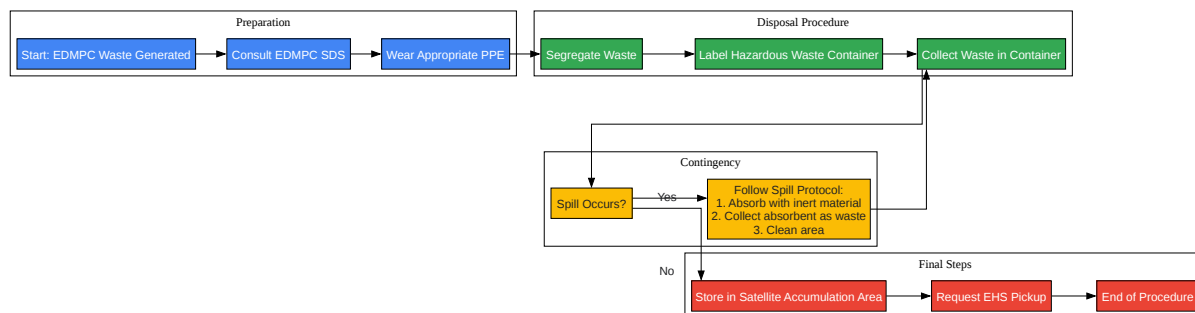 Preparation
Start: EDMPC Waste Generated
Consult EDMPC SDS
Wear Appropriate PPE
Disposal Procedure
Segregate Waste
Label Hazardous Waste Container
Collect Waste in Container
Contingency
Spill Occurs?
Yes
Follow Spill Protocol:
1. Absorb with inert material
2. Collect absorbent as waste
3. Clean area
No
Final Steps
Store in Satellite Accumulation Area
Request EHS Pickup
End of Procedure